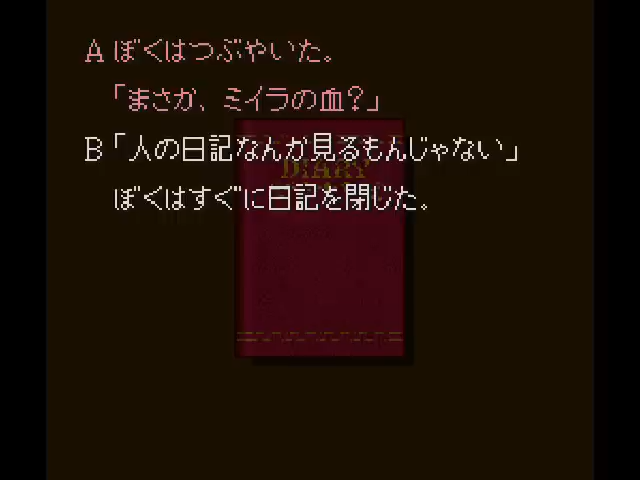 A ぼくはつぶやいた。
「まさか、ミイラの血?」
B「人の日記なんか見るもんじゃない」
DIARY
ぼくはすぐに日記を閉じた。